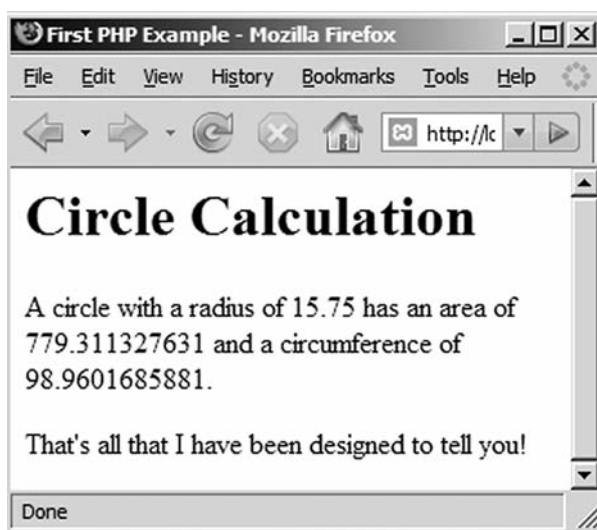 First PHP Example - Mozilla Firefox
File Edit View History Bookmarks Tools Help
http://lc
Circle Calculation
A circle with a radius of 15.75 has an area of
779.311327631 and a circumference of
98.9601685881.
That's all that I have been designed to tell you!
Done